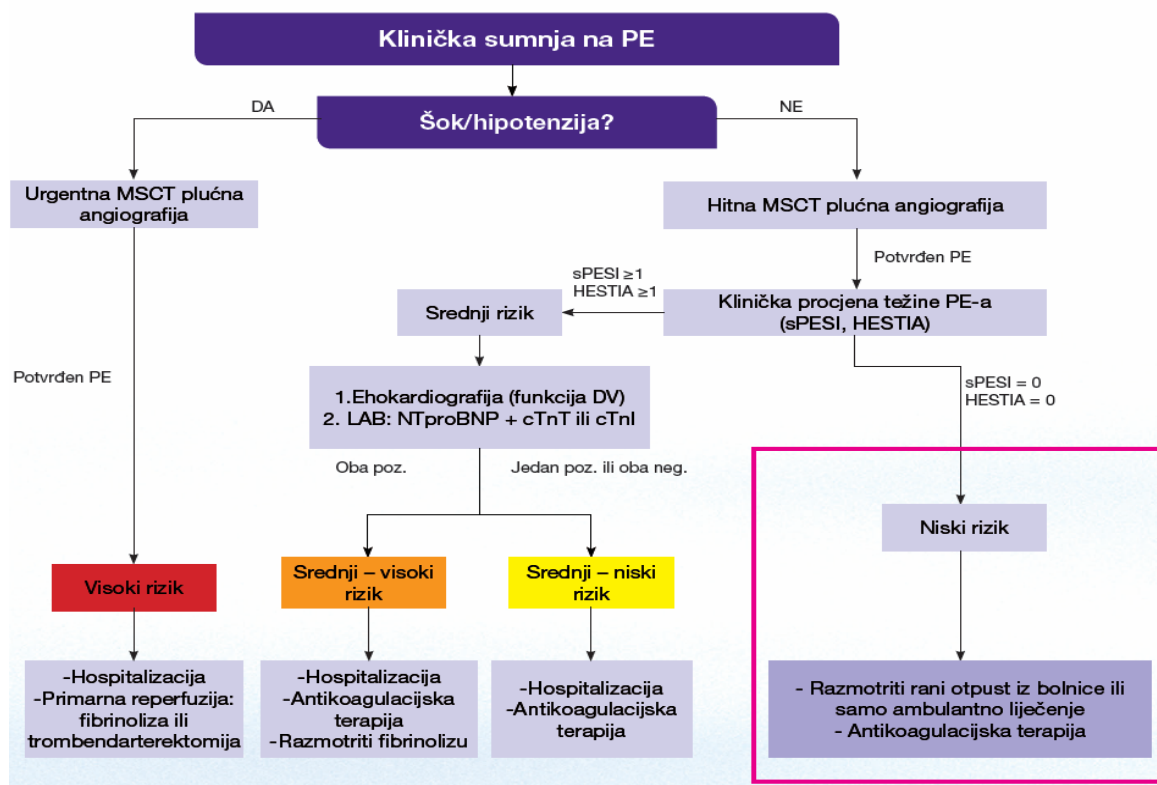 Klinička sumnja na PE
DA
Šok/hipotenzija?
NE
Urgentna MSCT plućna
angiografija
Hitna MSCT plućna angiografija
Potvrđen PE
sPESI ≥1
HESTIA ≥1
Srednji rizik
Klinička procjena težine PE-a
(sPESI, HESTIA)
Potvrđen PE
1.Ehokardiografija (funkcija DV)
2. LAB: NTproBNP + cTnT ili cTnI
sPESI = 0
HESTIA = 0
Oba poz.
Jedan poz. ili oba neg.
Niski rizik
Visoki rizik
Srednji – visoki
rizik
Srednji – niski
rizik
-Hospitalizacija
-Primarna reperfuzija:
fibrinoliza ili
trombendarterektomija
-Hospitalizacija
-Antikoagulacijska
terapija
-Razmotriti fibrinolizu
-Hospitalizacija
-Antikoagulacijska
terapija
- Razmotriti rani otpust iz bolnice ili
samo ambulantno liječenje
- Antikoagulacijska terapija